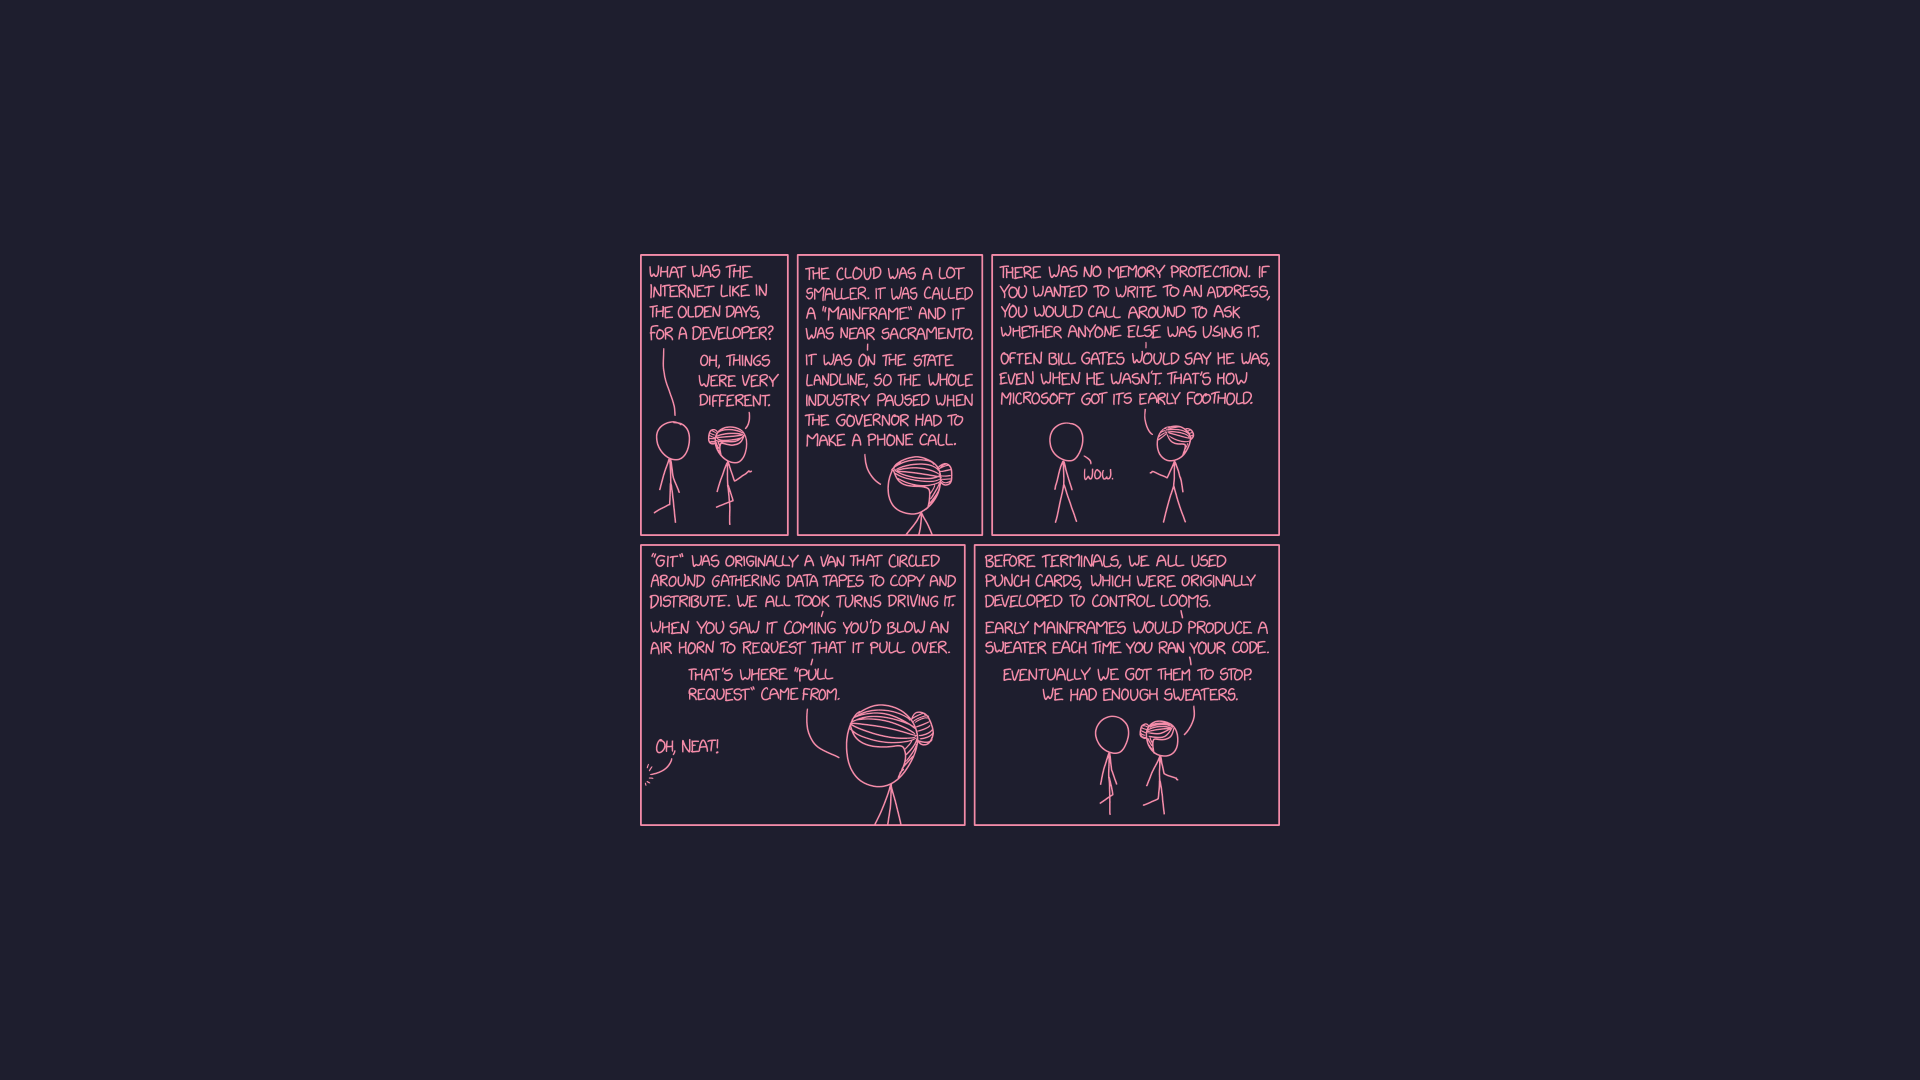 WHAT WAS THE
INTERNET LIKE IN
THE OLDEN DAYS,
FOR A DEVELOPER?
OH, THINGS
WERE VERY
DIFFERENT.
THE CLOUD WAS A LOT
SMALLER. IT WAS CALLED
A "MAINFRAME" AND IT
WAS NEAR SACRAMENTO.
IT WAS ON THE STATE
LANDLINE, SO THE WHOLE
INDUSTRY PAUSED WHEN
THE GOVERNOR HAD TO
MAKE A PHONE CALL.
THERE WAS NO MEMORY PROTECTION. IF
YOU WANTED TO WRITE TO AN ADDRESS,
YOU WOULD CALL AROUND TO ASK
WHETHER ANYONE ELSE WAS USING IT.
OFTEN BILL GATES WOULD SAY HE WAS,
EVEN WHEN HE WASN'T. THAT'S HOW
MICROSOFT GOT ITS EARLY FOOTHOLD.
WOW.
"GIT" WAS ORIGINALLY A VAN THAT CIRCLED
AROUND GATHERING DATA TAPES TO COPY AND
DISTRIBUTE. WE ALL TOOK TURNS DRIVING IT.
WHEN YOU SAW IT COMING YOU'D BLOW AN
AIR HORN TO REQUEST THAT IT PULL OVER.
THAT'S WHERE "PULL
REQUEST" CAME FROM.
OH, NEAT!
BEFORE TERMINALS, WE ALL USED
PUNCH CARDS, WHICH WERE ORIGINALLY
DEVELOPED TO CONTROL LOOMS.
EARLY MAINFRAMES WOULD PRODUCE A
SWEATER EACH TIME YOU RAN YOUR CODE.
EVENTUALLY WE GOT THEM TO STOP.
WE HAD ENOUGH SWEATERS.